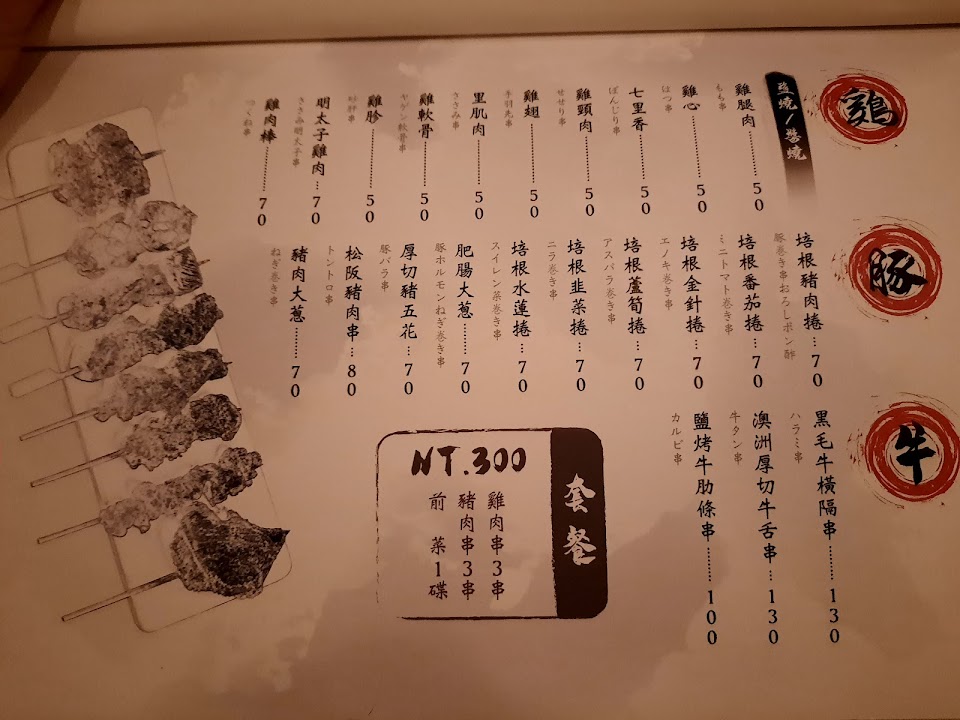 鷄
鹽燒/醬燒
雞腿肉………50
もも串
雞心………50
はつ串
七里香………50
ぼんじり串
雞頸肉………50
せせり串
雞翅………50
手羽先串
里肌肉………50
ささみ串
雞軟骨………50
ヤゲン軟骨串
雞胗………50
砂肝串
明太子雞肉…70
ささみ明太子串
雞肉棒………70
つくね串
豚
培根豬肉捲…70
豚巻き串おろしポン酢
培根番茄捲…70
ミニトマト巻き串
培根金針捲…70
エノキ巻き串
培根蘆筍捲…70
アスパラ巻き串
培根韭菜捲…70
ニラ巻き串
培根水蓮捲…70
スイレン菜巻き串
肥腸大蔥…70
豚ホルモンねぎ巻き串
厚切豬五花…70
豚バラ串
松阪豬肉串…80
トントロ串
豬肉大蔥………70
ねぎ巻き串
牛
黑毛牛橫隔串……130
ハラミ串
澳洲厚切牛舌串…130
牛タン串
鹽烤牛肋條串……100
カルビ串
套餐
NT.300
雞肉串3串
豬肉串3串
前 菜1碟